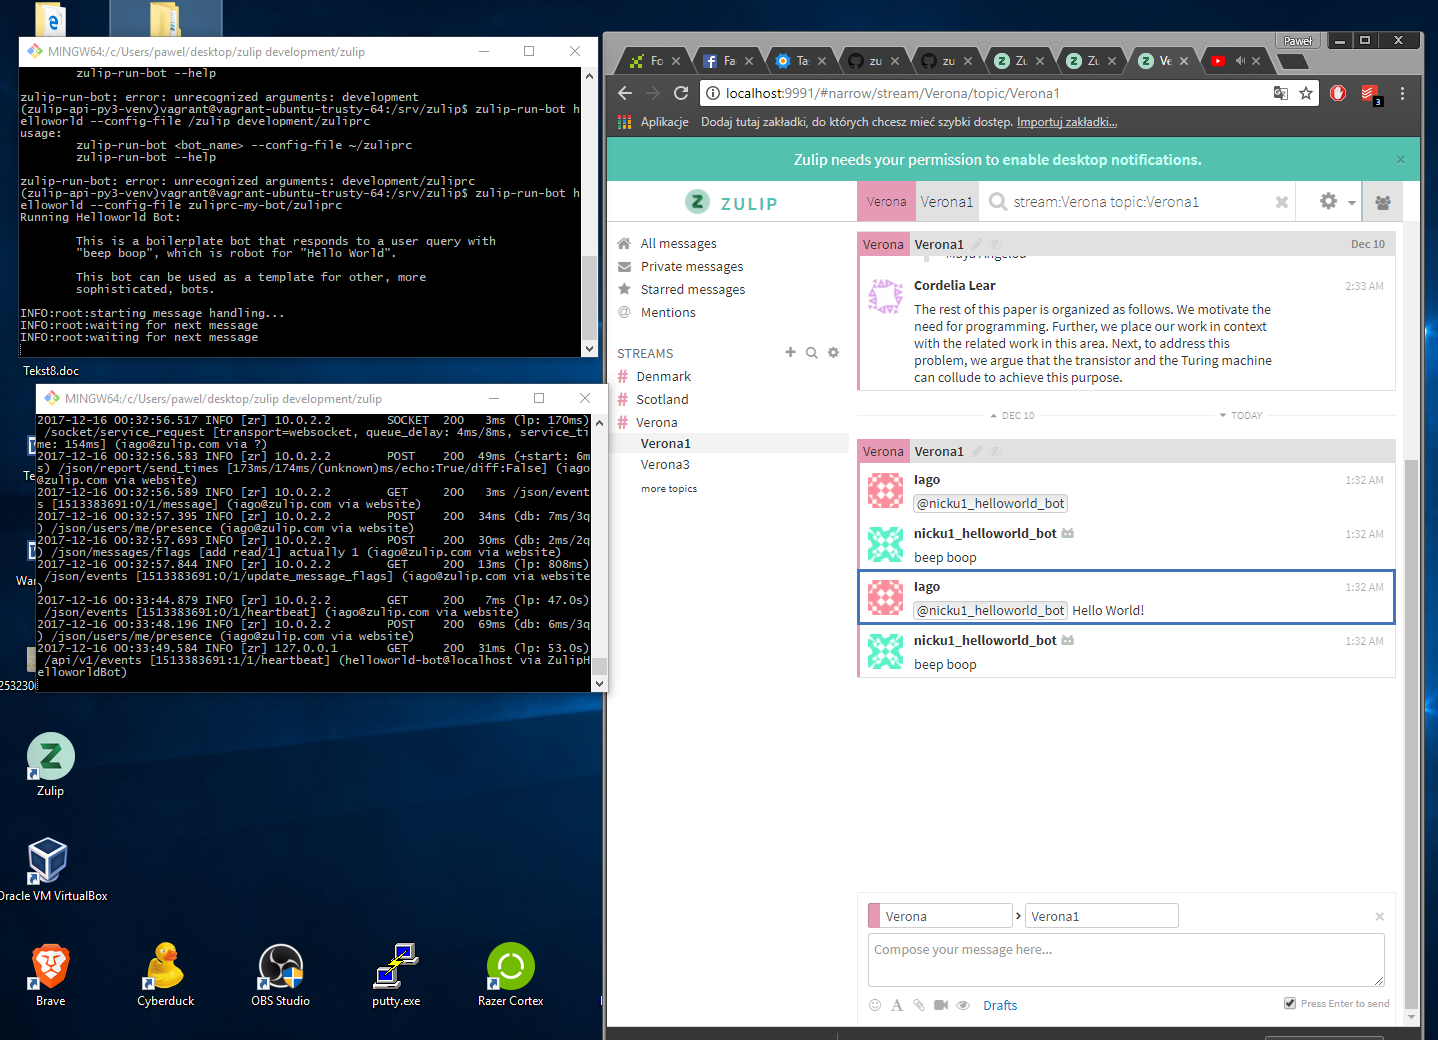 MINGW64:/c/Users/pawel/desktop/zulip development/zulip
zulip-run-bot --help
zulip-run-bot: error: unrecognized arguments: development
(zulip-api-py3-venv)vagrant@vagrant-ubuntu-trusty-64:/srv/zulip$ zulip-run-bot h
elloworld --config-file /zulip development/zuliprc
usage:
zulip-run-bot <bot_name> --config-file ~/zuliprc
zulip-run-bot --help
zulip-run-bot: error: unrecognized arguments: development/zuliprc
(zulip-api-py3-venv)vagrant@vagrant-ubuntu-trusty-64:/srv/zulip$ zulip-run-bot h
elloworld --config-file zuliprc-my-bot/zuliprc
Running Helloworld Bot:
This is a boilerplate bot that responds to a user query with
"beep boop", which is robot for "Hello World".
This bot can be used as a template for other, more
sophisticated, bots.
INFO:root:starting message handling...
INFO:root:waiting for next message
INFO:root:waiting for next message
Tekst8.doc
MINGW64:/c/Users/pawel/desktop/zulip development/zulip
2017-12-16 00:32:56.517 INFO [zr] 10.0.2.2 SOCKET 200 3ms (lp: 170ms)
/socket/service_request [transport=websocket, queue_delay: 4ms/8ms, service_ti
me: 154ms] (iago@zulip.com via ?)
2017-12-16 00:32:56.583 INFO [zr] 10.0.2.2 POST 200 49ms (+start: 6m
s) /json/report/send_times [173ms/174ms/(unknown)ms/echo:True/diff:False] (iago
@zulip.com via website)
2017-12-16 00:32:56.589 INFO [zr] 10.0.2.2 GET 200 3ms /json/event
s [1513383691:0/1/message] (iago@zulip.com via website)
2017-12-16 00:32:57.395 INFO [zr] 10.0.2.2 POST 200 34ms (db: 7ms/3q
) /json/users/me/presence (iago@zulip.com via website)
2017-12-16 00:32:57.693 INFO [zr] 10.0.2.2 POST 200 30ms (db: 2ms/2q
) /json/messages/flags [add read/1] actually 1 (iago@zulip.com via website)
2017-12-16 00:32:57.844 INFO [zr] 10.0.2.2 GET 200 13ms (lp: 808ms)
/json/events [1513383691:0/1/update_message_flags] (iago@zulip.com via website
)
2017-12-16 00:33:44.879 INFO [zr] 10.0.2.2 GET 200 7ms (lp: 47.0s)
/json/events [1513383691:0/1/heartbeat] (iago@zulip.com via website)
2017-12-16 00:33:48.196 INFO [zr] 10.0.2.2 POST 200 69ms (db: 6ms/3q
) /json/users/me/presence (iago@zulip.com via website)
2017-12-16 00:33:49.584 INFO [zr] 127.0.0.1 GET 200 31ms (lp: 53.0s)
/api/v1/events [1513383691:1/1/heartbeat] (helloworld-bot@localhost via ZulipH
elloworldBot)
Te
Te
War
253230
Zulip
Oracle VM VirtualBox
Brave
Cyberduck
OBS Studio
putty.exe
Razer Cortex
Paweł
Fo
Fa
Ta
zu
zu
Zu
Zu
Ve
localhost:9991/#narrow/stream/Verona/topic/Verona1
3
Aplikacje Dodaj tutaj zakładki, do których chcesz mieć szybki dostęp. Importuj zakładki...
Zulip needs your permission to enable desktop notifications.
ZULIP
Verona Verona1 stream:Verona topic:Verona1
All messages
Private messages
Starred messages
@ Mentions
STREAMS
# Denmark
# Scotland
# Verona
Verona1
Verona3
more topics
Verona Verona1 Dec 10
Maya Angelou
Cordelia Lear 2:33 AM
The rest of this paper is organized as follows. We motivate the
need for programming. Further, we place our work in context
with the related work in this area. Next, to address this
problem, we argue that the transistor and the Turing machine
can collude to achieve this purpose.
DEC 10 TODAY
Verona Verona1
Iago 1:32 AM
@nicku1_helloworld_bot
nicku1_helloworld_bot 1:32 AM
beep boop
Iago 1:32 AM
@nicku1_helloworld_bot Hello World!
nicku1_helloworld_bot 1:32 AM
beep boop
Verona › Verona1
Compose your message here...
A Drafts Press Enter to send